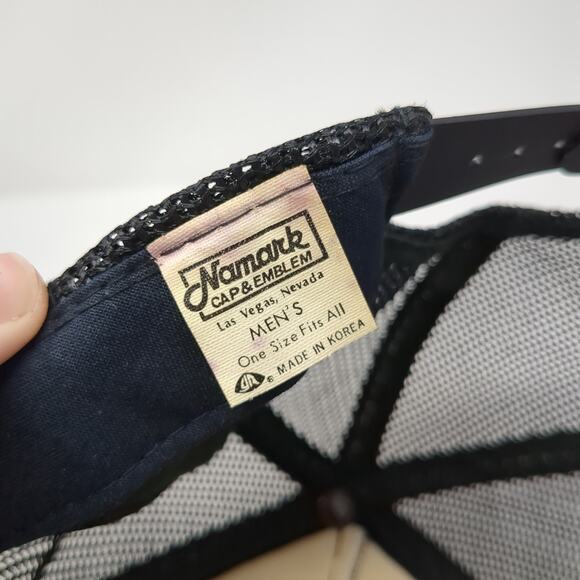 Namark
CAP & EMBLEM
Las Vegas, Nevada
MEN'S
One Size Fits All
® MADE IN KOREA